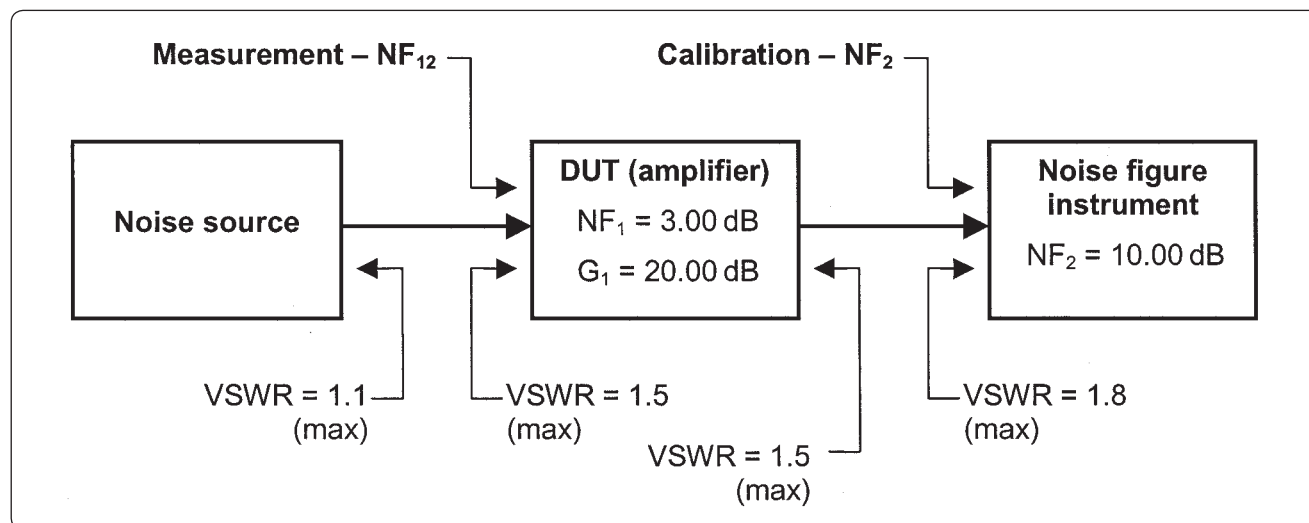 Measurement – NF₁₂
Calibration – NF₂
Noise source
DUT (amplifier)
NF₁ = 3.00 dB
G₁ = 20.00 dB
Noise figure
instrument
NF₂ = 10.00 dB
VSWR = 1.1
(max)
VSWR = 1.5
(max)
VSWR = 1.5
(max)
VSWR = 1.8
(max)